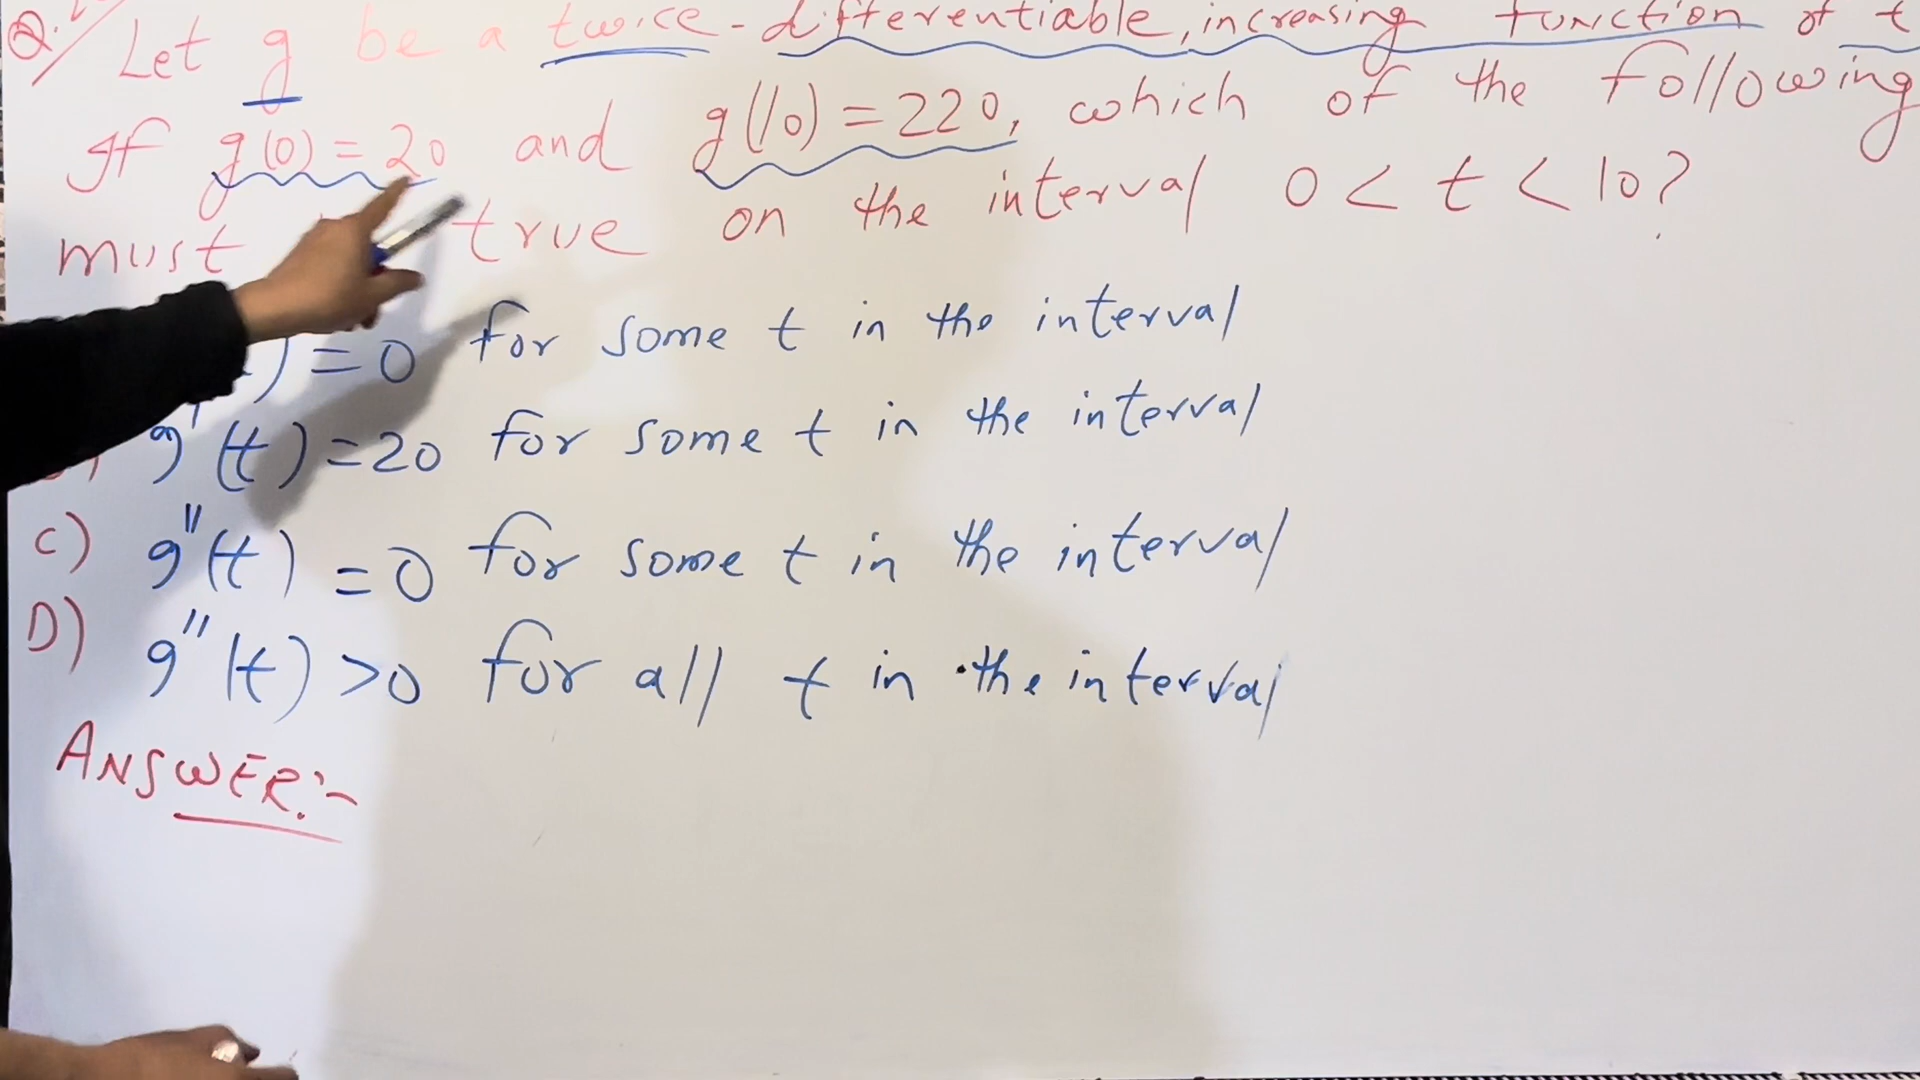 Q. Let g be a twice-differentiable, increasing function of t
If g(0) = 20 and g(10) = 220, which of the following
must true on the interval 0 < t < 10?
) = 0 for some t in the interval
g'(t) = 20 for some t in the interval
C) g"(t) = 0 for some t in the interval
D) g"(t) > 0 for all t in the interval
ANSWER:-